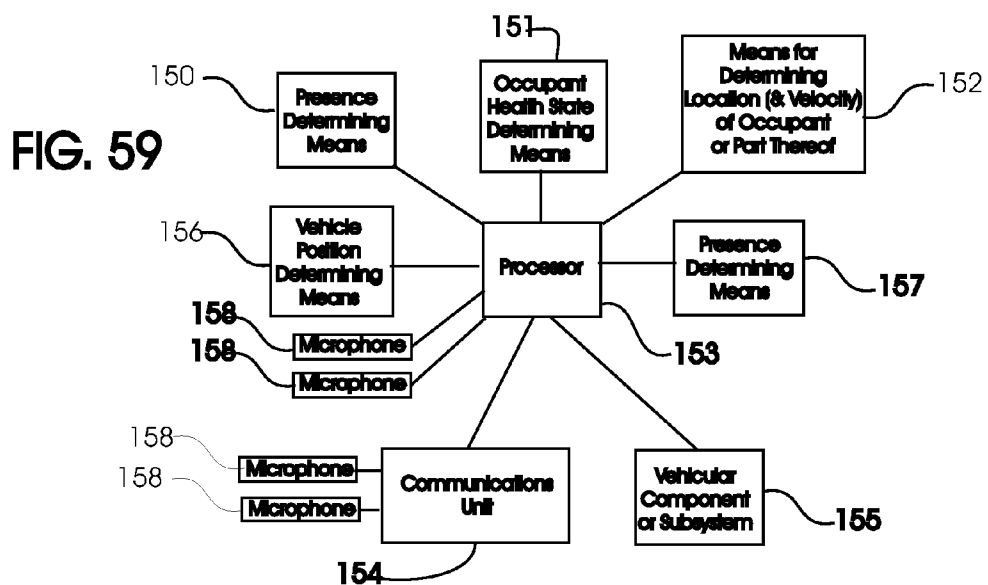 151
150
Presence
Determining
Means
Occupant
Health State
Determining
Means
Means for
Determining
Location (& Velocity)
of Occupant
or Part Thereof
152
FIG. 59
156
Vehicle
Position
Determining
Means
Processor
Presence
Determining
Means
157
158
Microphone
158
Microphone
153
158
Microphone
158
Microphone
Communications
Unit
Vehicular
Component
or Subsystem
155
154